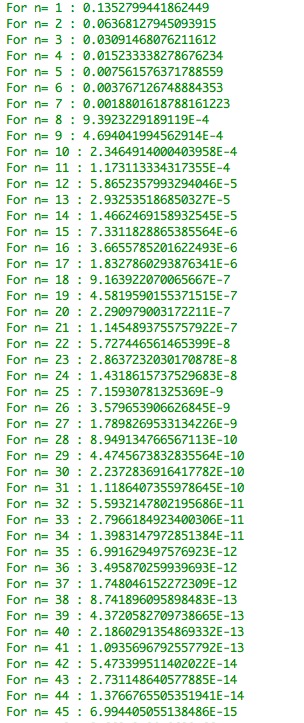 For n= 1 : 0.1352799441862449
For n= 2 : 0.06368127945093915
For n= 3 : 0.03091468076211612
For n= 4 : 0.015233338278676234
For n= 5 : 0.007561576371788559
For n= 6 : 0.003767126748884353
For n= 7 : 0.0018801618788161223
For n= 8 : 9.3923229189119E-4
For n= 9 : 4.694041994562914E-4
For n= 10 : 2.3464914000403958E-4
For n= 11 : 1.173113334317355E-4
For n= 12 : 5.8652357993294046E-5
For n= 13 : 2.932535186850327E-5
For n= 14 : 1.4662469158932545E-5
For n= 15 : 7.3311828865385564E-6
For n= 16 : 3.6655785201622493E-6
For n= 17 : 1.8327860293876341E-6
For n= 18 : 9.163922070065667E-7
For n= 19 : 4.5819590155371515E-7
For n= 20 : 2.290979003172211E-7
For n= 21 : 1.1454893755757922E-7
For n= 22 : 5.727446561465399E-8
For n= 23 : 2.8637232030170878E-8
For n= 24 : 1.4318615737529683E-8
For n= 25 : 7.15930781325369E-9
For n= 26 : 3.579653906626845E-9
For n= 27 : 1.7898269533134226E-9
For n= 28 : 8.949134766567113E-10
For n= 29 : 4.4745673832835564E-10
For n= 30 : 2.2372836916417782E-10
For n= 31 : 1.1186407355978645E-10
For n= 32 : 5.5932147802195686E-11
For n= 33 : 2.7966184923400306E-11
For n= 34 : 1.3983147972851384E-11
For n= 35 : 6.991629497576923E-12
For n= 36 : 3.495870259939693E-12
For n= 37 : 1.748046152272309E-12
For n= 38 : 8.741896095898483E-13
For n= 39 : 4.3720582709738665E-13
For n= 40 : 2.1860291354869332E-13
For n= 41 : 1.0935696792557792E-13
For n= 42 : 5.4733995114020​22E-14
For n= 43 : 2.731148640577885E-14
For n= 44 : 1.3766765505351941E-14
For n= 45 : 6.994405055138486E-15